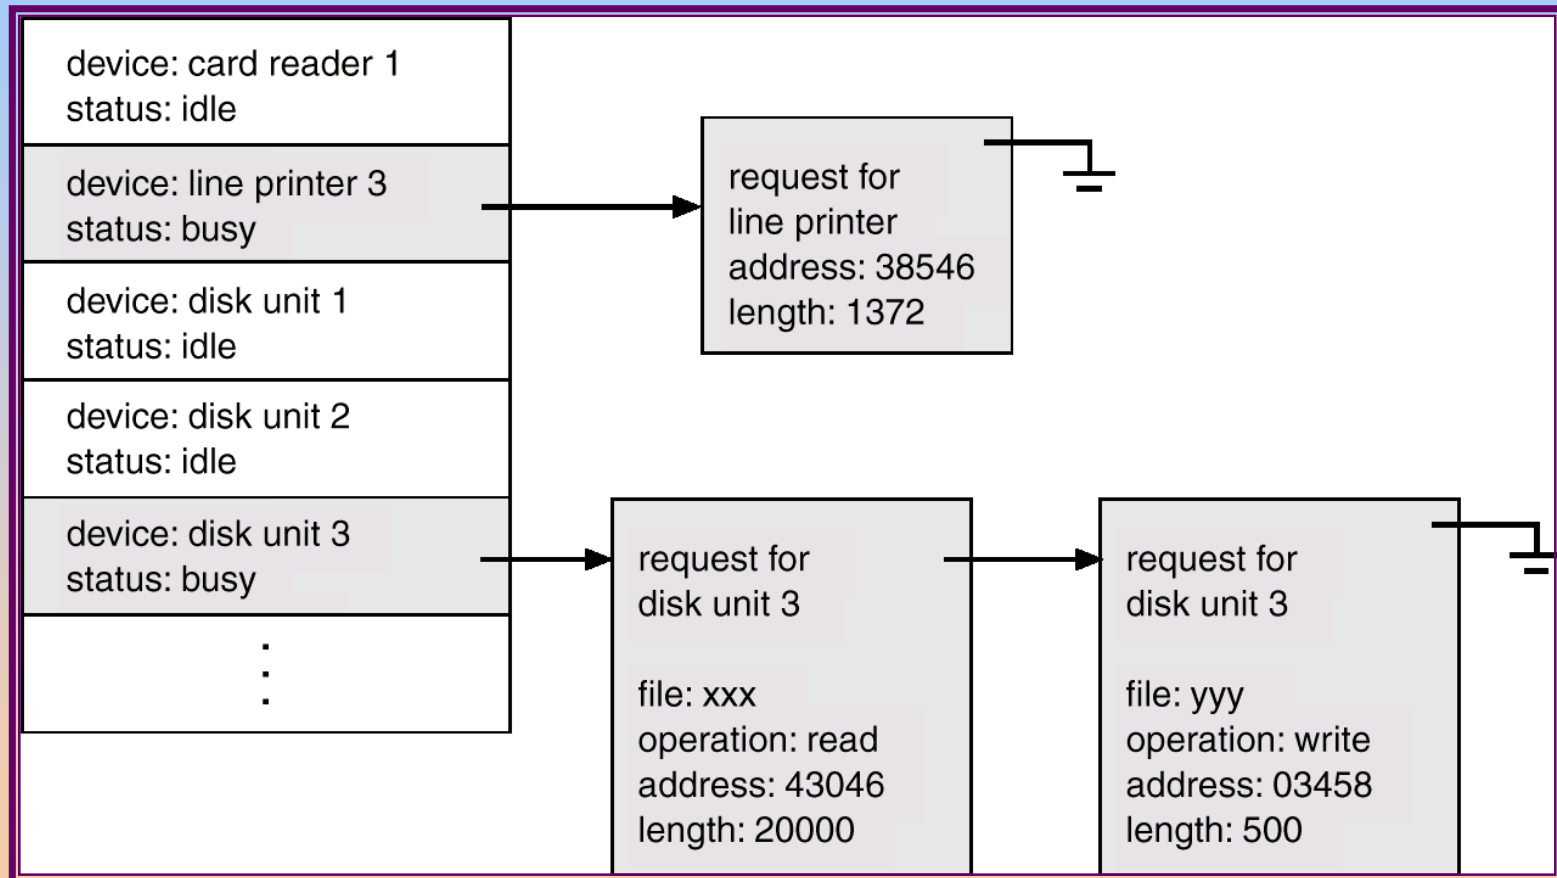 device: card reader 1
status: idle
device: line printer 3
status: busy
device: disk unit 1
status: idle
device: disk unit 2
status: idle
device: disk unit 3
status: busy
request for
line printer
address: 38546
length: 1372
request for
disk unit 3
file: xxx
operation: read
address: 43046
length: 20000
request for
disk unit 3
file: yyy
operation: write
address: 03458
length: 500